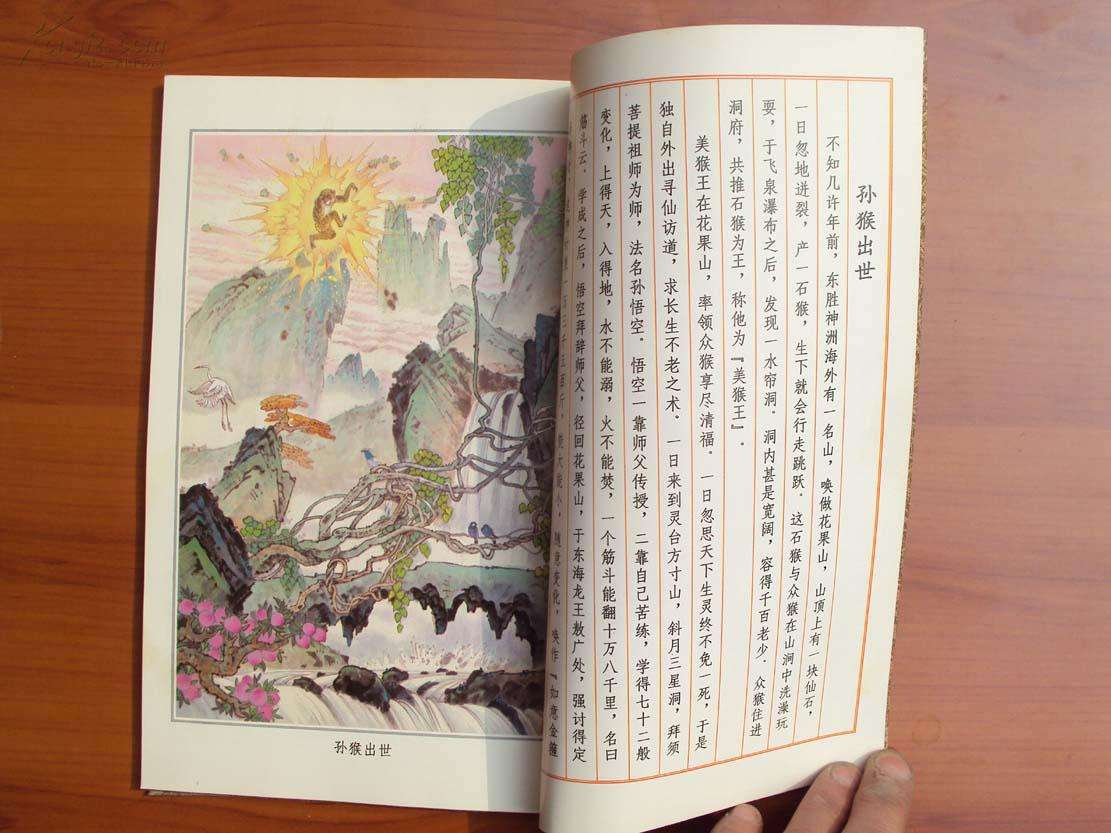 孙猴出世
不知几许年前，东胜神洲海外有一名山，唤做花果山，山顶上有一块仙石，
一日忽地迸裂，产一石猴，生下就会行走跳跃．这石猴与众猴在山涧中洗澡玩
耍，于飞泉瀑布之后，发现一水帘洞．洞内甚是宽阔，容得千百老少．众猴住进
洞府，共推石猴为王，称他为『美猴王』．
美猴王在花果山，率领众猴享尽清福．一日忽思天下生灵终不免一死，于是
独自外出寻仙访道，求长生不老之术．一日来到灵台方寸山，斜月三星洞，拜须
菩提祖师为师，法名孙悟空．悟空一靠师父传授，二靠自己苦练，学得七十二般
变化，上得天，入得地，水不能溺，火不能焚，一个筋斗能翻十万八千里，名曰
筋斗云．学成之后，悟空拜辞师父，径回花果山，于东海龙王敖广处，强讨得定
一万三千五百斤，能大能小，随意变化，唤作『如意金箍
孙猴出世